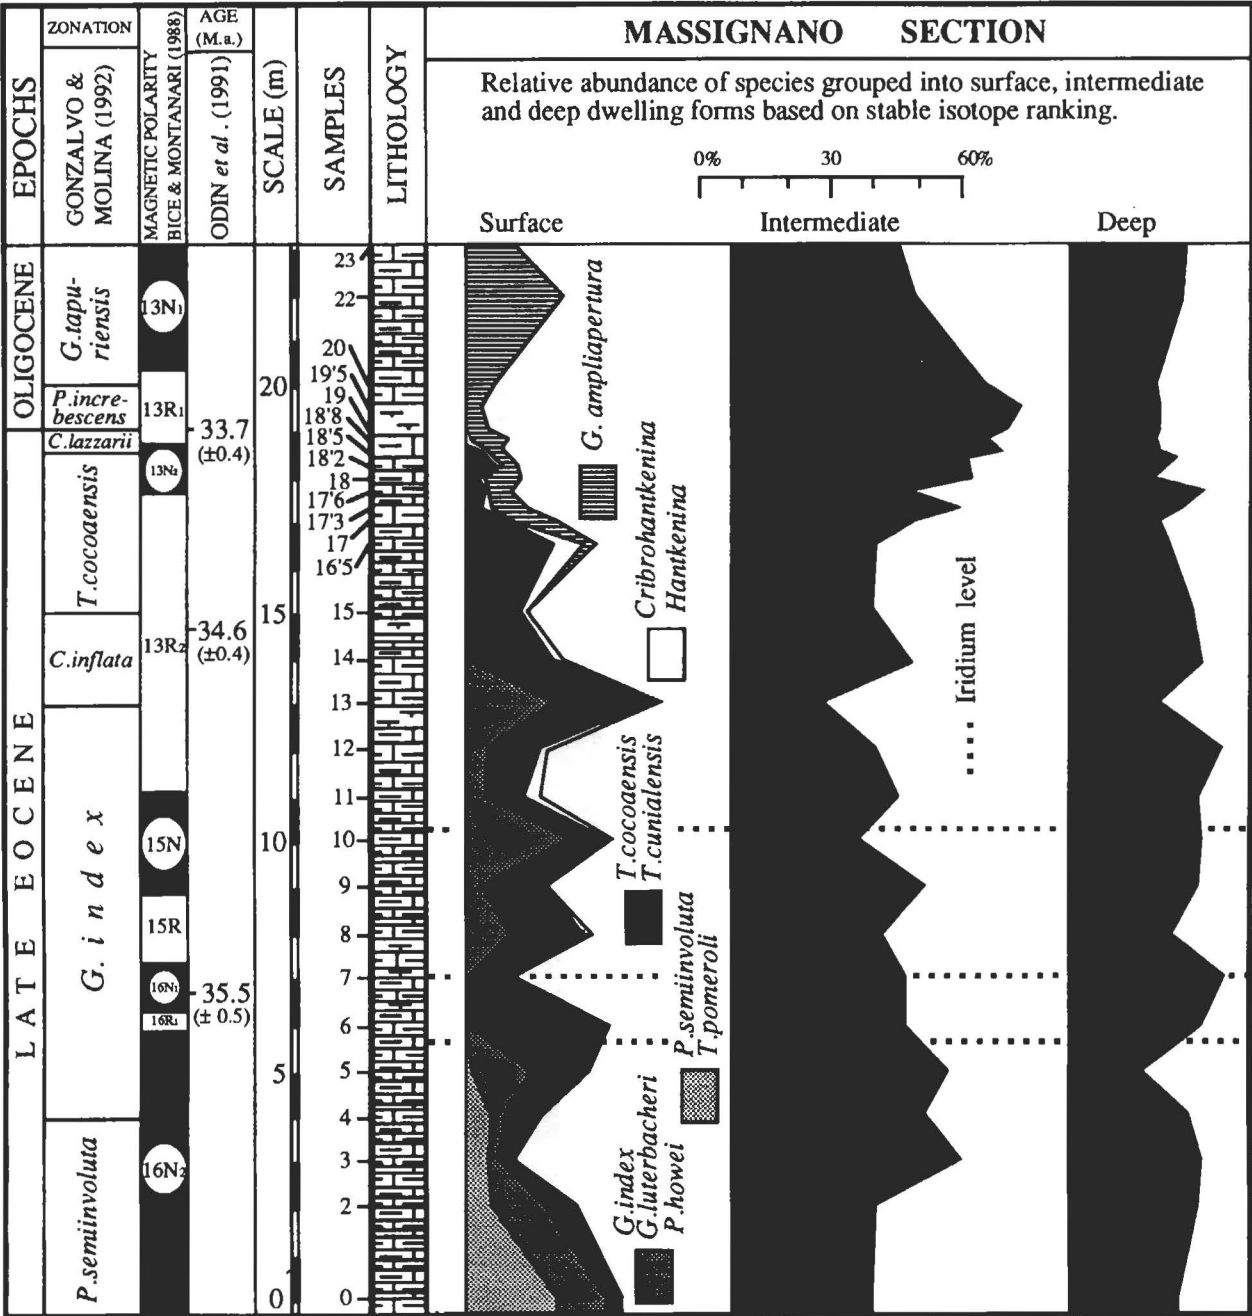 MASSIGNANO SECTION
Relative abundance of species grouped into surface, intermediate
and deep dwelling forms based on stable isotope ranking.
0% 30 60%
Surface Intermediate Deep
EPOCHS
ZONATION
GONZALVO &
MOLINA (1992)
MAGNETIC POLARITY
BICE & MONTANARI (1988)
AGE
(M.a.)
ODIN et al. (1991)
SCALE (m)
SAMPLES
LITHOLOGY
OLIGOCENE
LATE EOCENE
G.tapu-
riensis
P.incre-
bescens
C.lazzarii
T.cocoaensis
C.inflata
G. index
P.semiinvoluta
13N1
13R1
13N2
13R2
15N
15R
16N1
16R1
16N2
33.7
(±0.4)
34.6
(±0.4)
35.5
(± 0.5)
20
15
10
5
0
23
22
20
19'5
19
18'8
18'5
18'2
18
17'6
17'3
17
16'5
15
14
13
12
11
10
9
8
7
6
5
4
3
2
0
G. ampliapertura
Cribrohantkenina
Hantkenina
Iridium level
T.cocoaensis
T.cunialensis
P.semiinvoluta
T.pomeroli
G.index
G.luterbacheri
P.howei